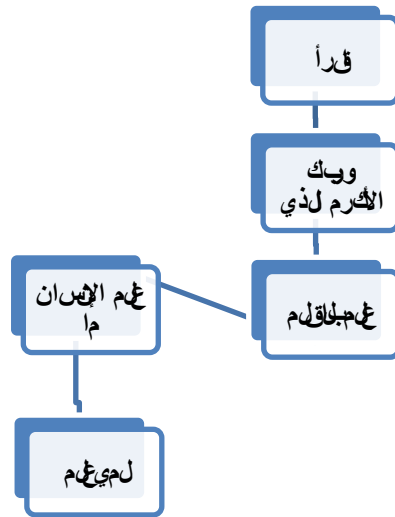 اقرأ
وربك
الأكرم الذي
علم بالقلم
علم الإنسان
ما
لم يعلم